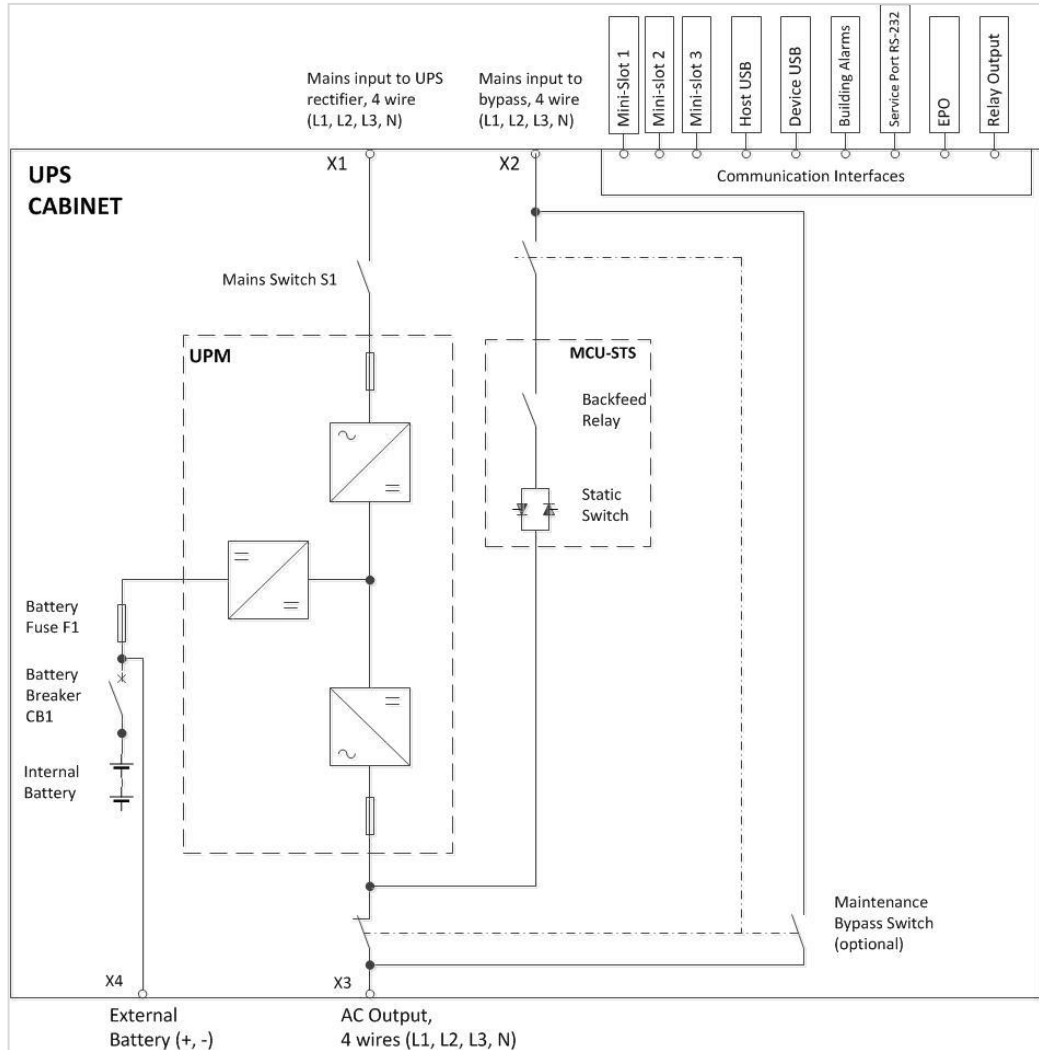 Mini-Slot 1
Mini-slot 2
Mini-slot 3
Host USB
Device USB
Building Alarms
Service Port RS-232
EPO
Relay Output
Mains input to UPS
rectifier, 4 wire
(L1, L2, L3, N)
Mains input to
bypass, 4 wire
(L1, L2, L3, N)
X1
X2
Communication Interfaces
UPS
CABINET
Mains Switch S1
UPM
MCU-STS
Backfeed
Relay
Static
Switch
Battery
Fuse F1
Battery
Breaker
CB1
Internal
Battery
Maintenance
Bypass Switch
(optional)
X4
X3
External
Battery (+, -)
AC Output,
4 wires (L1, L2, L3, N)